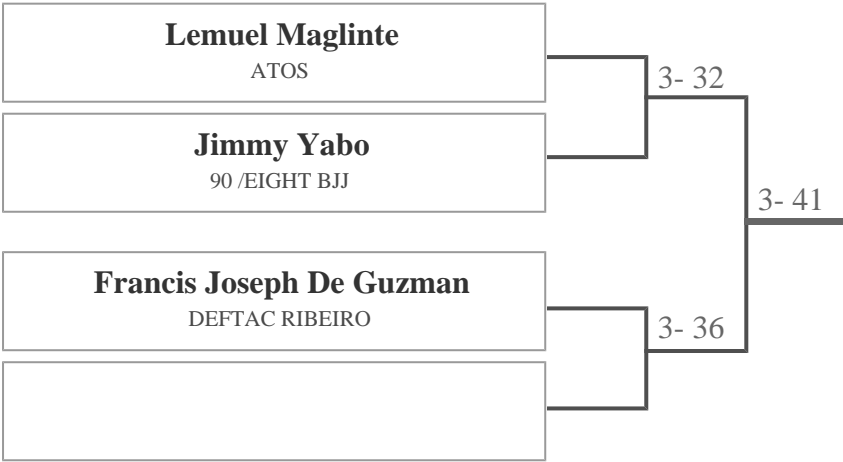 Lemuel Maglinte
ATOS
3- 32
Jimmy Yabo
90 /EIGHT BJJ
3- 41
Francis Joseph De Guzman
DEFTAC RIBEIRO
3- 36